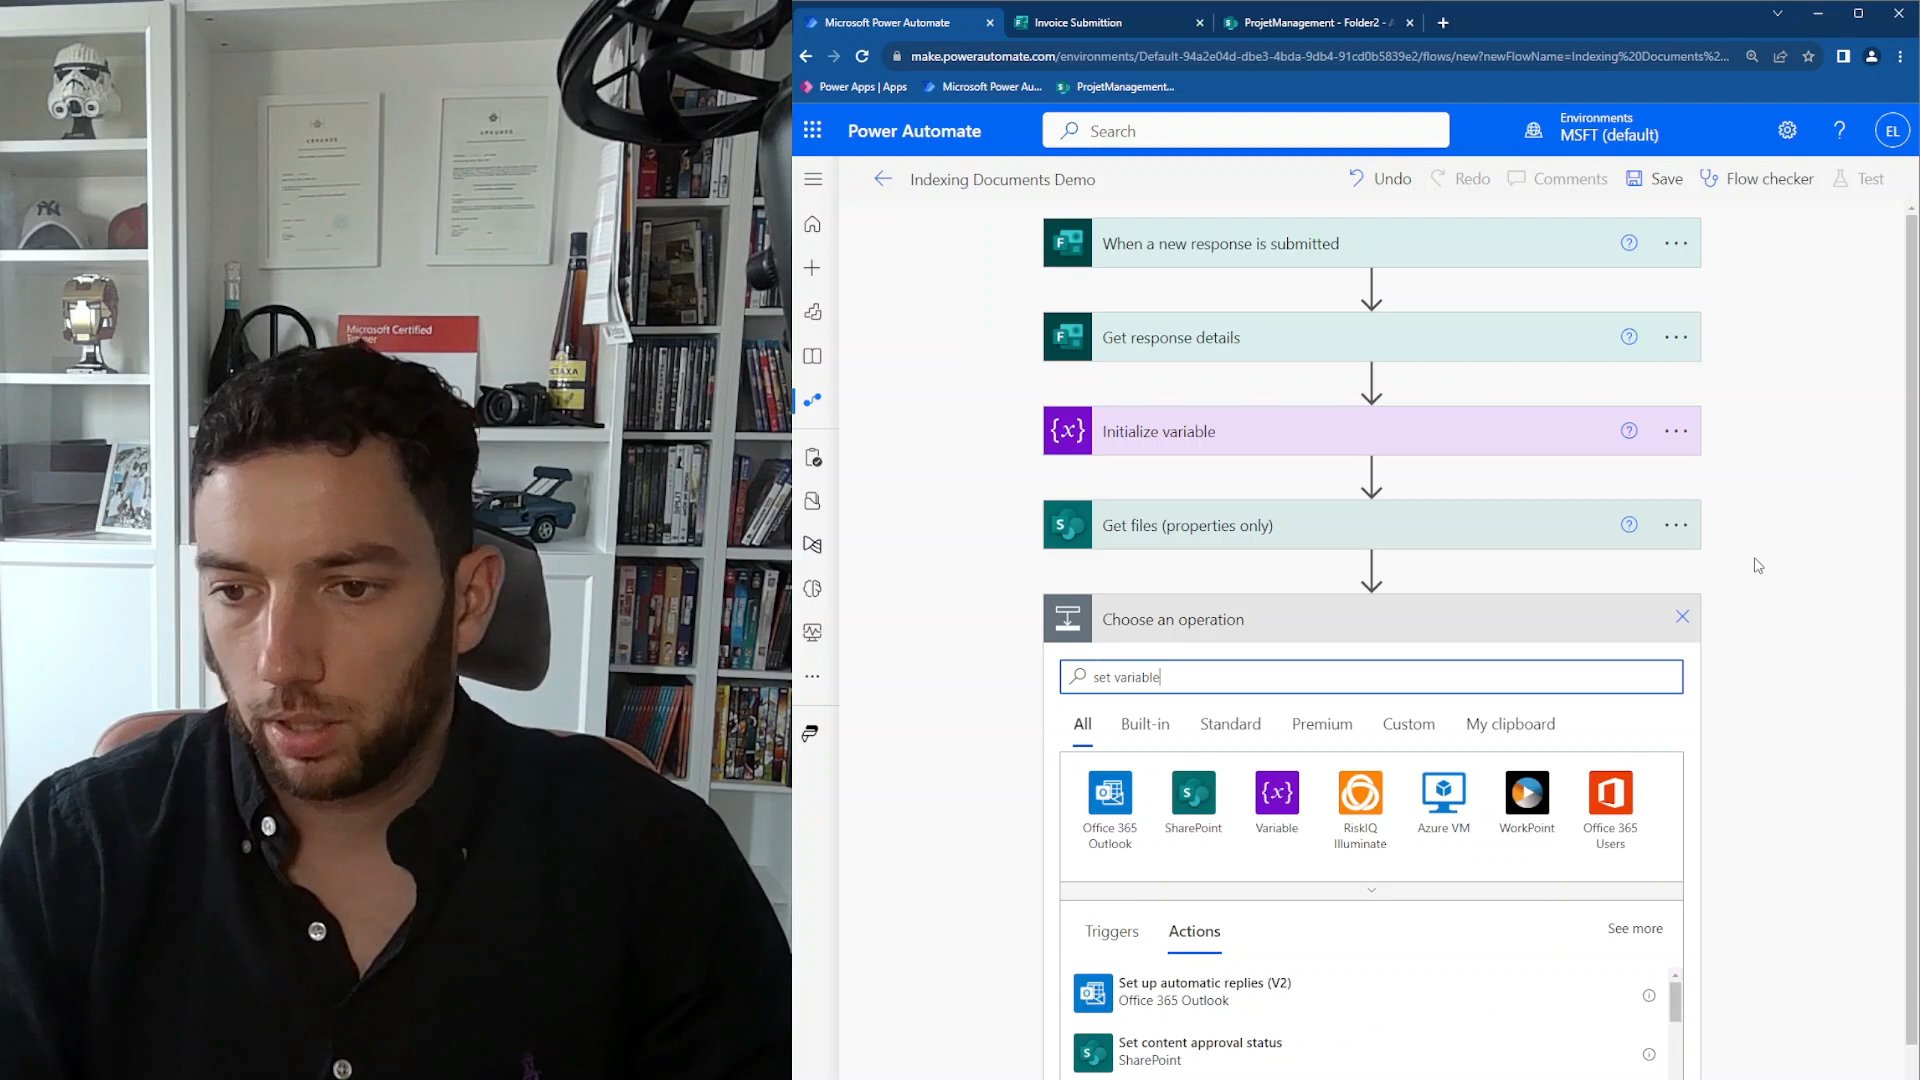 Microsoft Power Automate
Invoice Submittion
ProjetManagement - Folder2 - A
make.powerautomate.com/environments/Default-94a2e04d-dbe3-4bda-9db4-91cd0b5839e2/flows/new?newFlowName=Indexing%20Documents%2...
Power Apps | Apps
Microsoft Power Au...
ProjetManagement...
Power Automate
Search
Environments
MSFT (default)
?
EL
Indexing Documents Demo
Undo
Redo
Comments
Save
Flow checker
Test
When a new response is submitted
Get response details
{x}
Initialize variable
Get files (properties only)
Choose an operation
set variable
All
Built-in
Standard
Premium
Custom
My clipboard
Office 365 Outlook
SharePoint
Variable
RiskIQ Illuminate
Azure VM
WorkPoint
Office 365 Users
Triggers
Actions
See more
Set up automatic replies (V2)
Office 365 Outlook
Set content approval status
SharePoint
Microsoft Certified
Trainer
URKUNDE
URKUNDE
METAXA